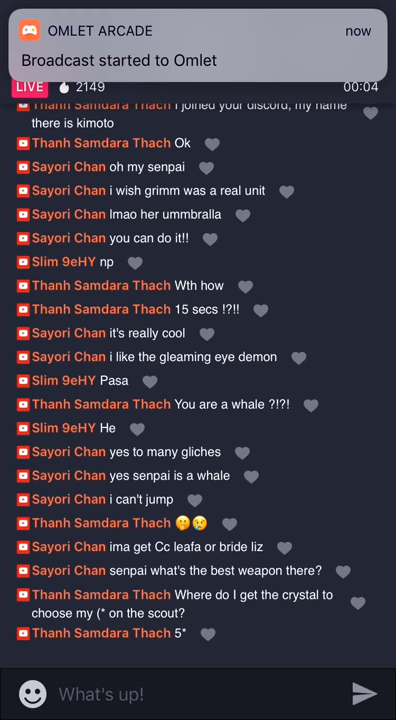 OMLET ARCADE now
Broadcast started to Omlet
LIVE 2149 00:04
Thanh Samdara Thach I joined your discord, my name
there is kimoto
Thanh Samdara Thach Ok
Sayori Chan oh my senpai
Sayori Chan i wish grimm was a real unit
Sayori Chan lmao her ummbralla
Sayori Chan you can do it!!
Slim 9eHY np
Thanh Samdara Thach Wth how
Thanh Samdara Thach 15 secs !?!!
Sayori Chan it's really cool
Sayori Chan i like the gleaming eye demon
Slim 9eHY Pasa
Thanh Samdara Thach You are a whale ?!?!
Slim 9eHY He
Sayori Chan yes to many gliches
Sayori Chan yes senpai is a whale
Sayori Chan i can't jump
Thanh Samdara Thach 🤭😢
Sayori Chan ima get Cc leafa or bride liz
Sayori Chan senpai what's the best weapon there?
Thanh Samdara Thach Where do I get the crystal to
choose my (* on the scout?
Thanh Samdara Thach 5*
What's up!